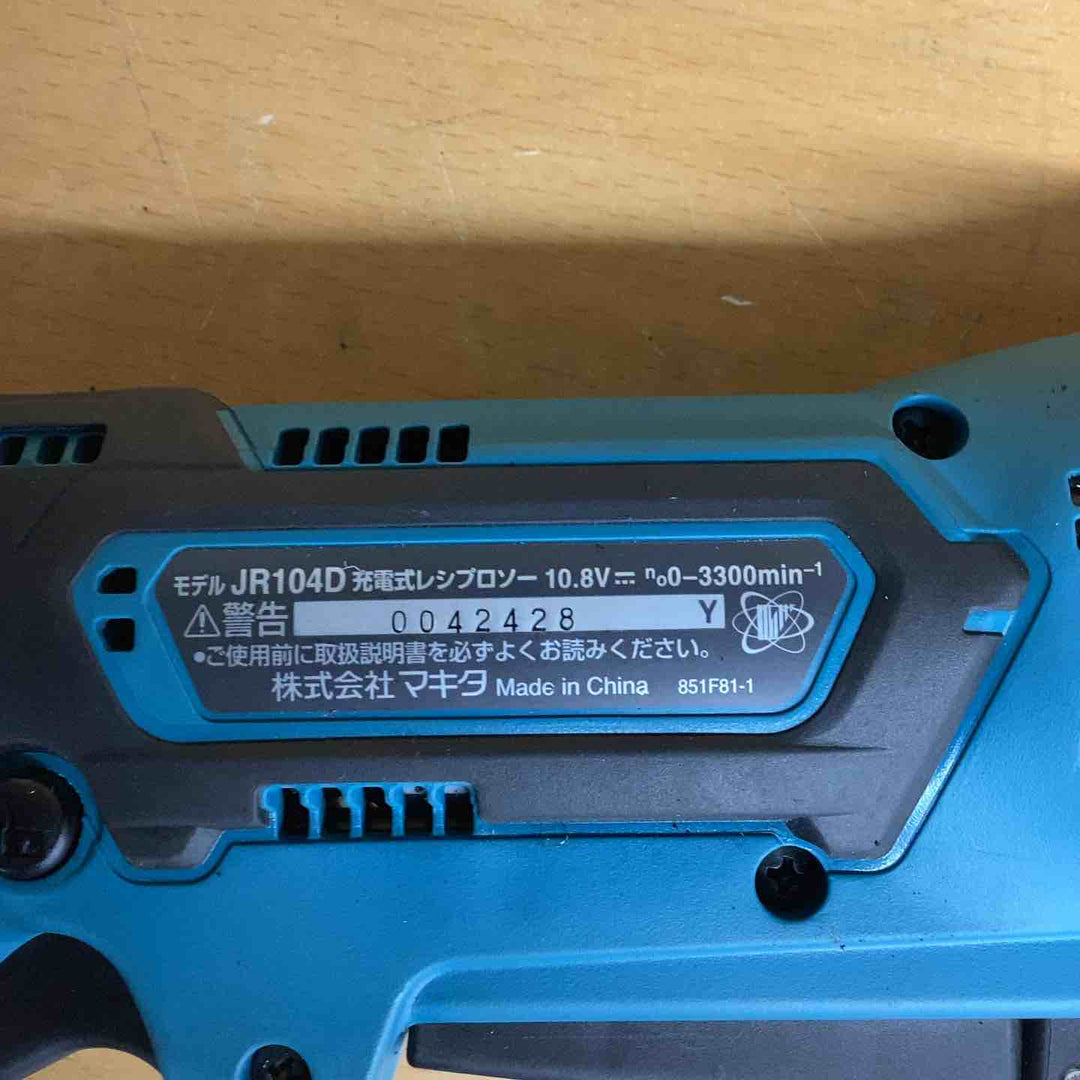 モデル JR104D 充電式レシプロソー 10.8V⎓ n₀0-3300min⁻¹
⚠警告 0042428 Y
●ご使用前に取扱説明書を必ずよくお読みください。
株式会社 マキタ Made in China 851F81-1